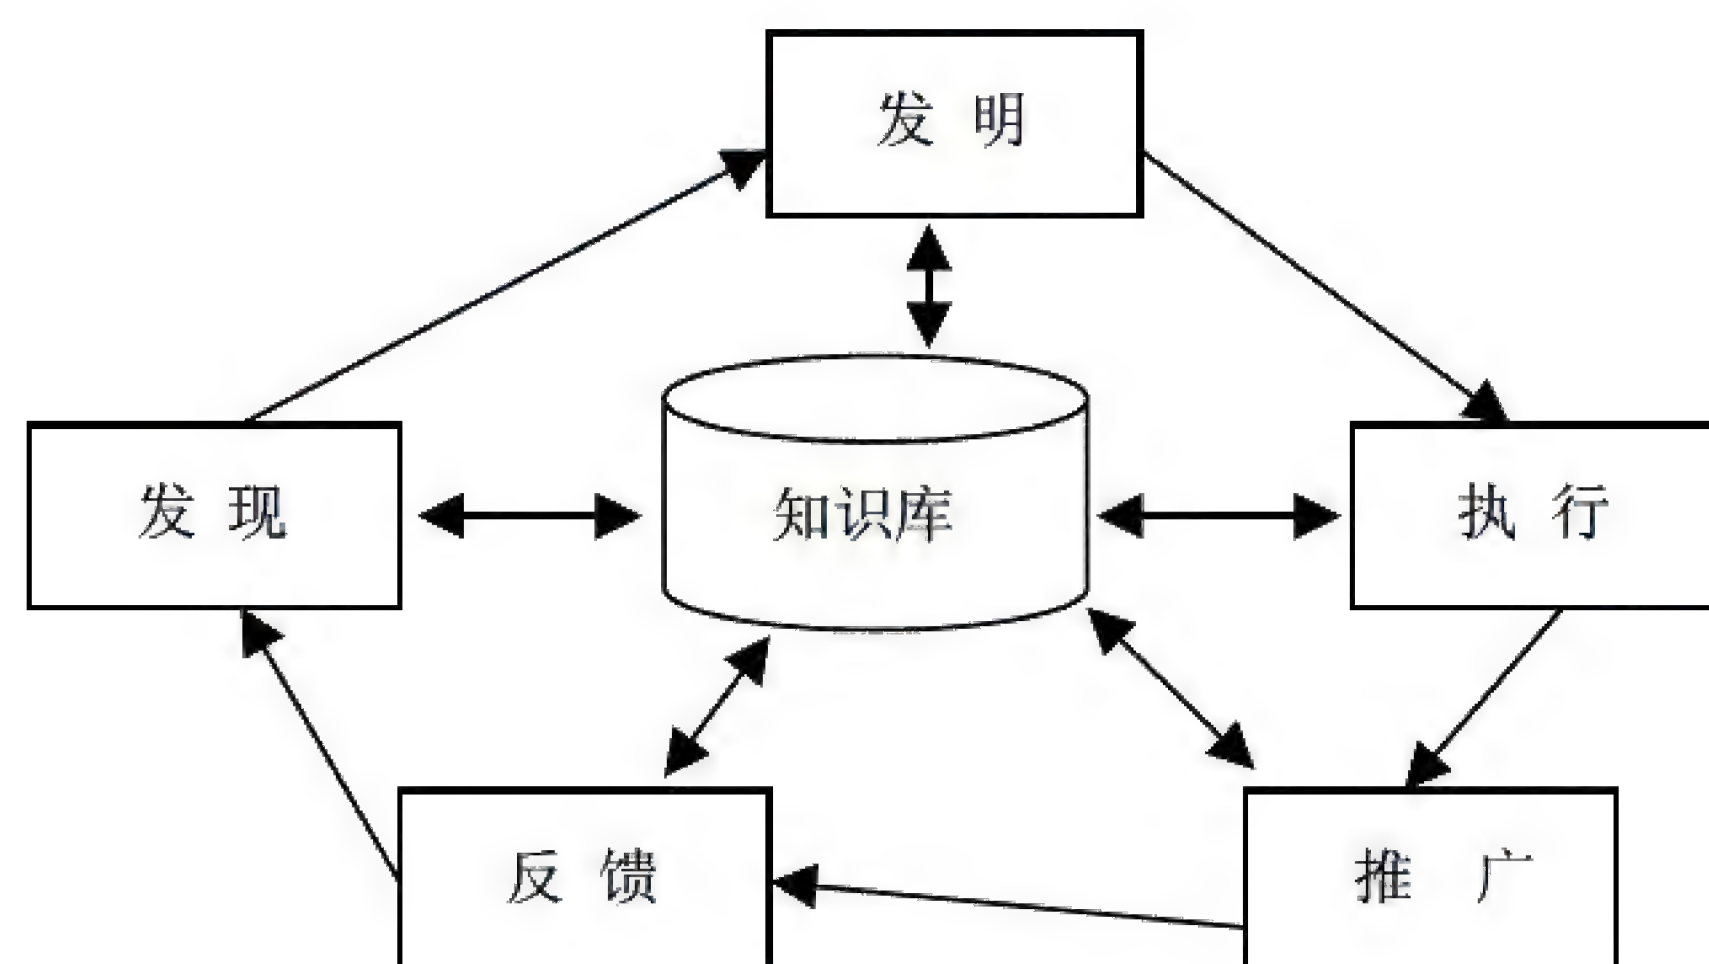 发 明
发 现
知识库
执 行
反 馈
推 广